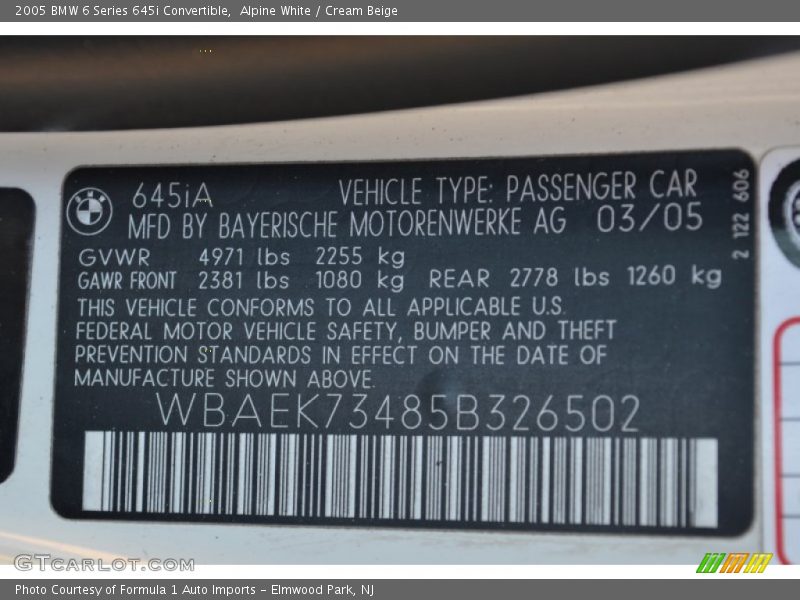 2005 BMW 6 Series 645i Convertible,  Alpine White / Cream Beige
645iA VEHICLE TYPE: PASSENGER CAR
MFD BY BAYERISCHE MOTORENWERKE AG 03/05
2 122 606
GVWR 4971 lbs 2255 kg
GAWR FRONT 2381 lbs 1080 kg REAR 2778 lbs 1260 kg
THIS VEHICLE CONFORMS TO ALL APPLICABLE U.S.
FEDERAL MOTOR VEHICLE SAFETY, BUMPER AND THEFT
PREVENTION STANDARDS IN EFFECT ON THE DATE OF
MANUFACTURE SHOWN ABOVE.
WBAEK73485B326502
GTCARLOT.COM
Photo Courtesy of Formula 1 Auto Imports - Elmwood Park, NJ